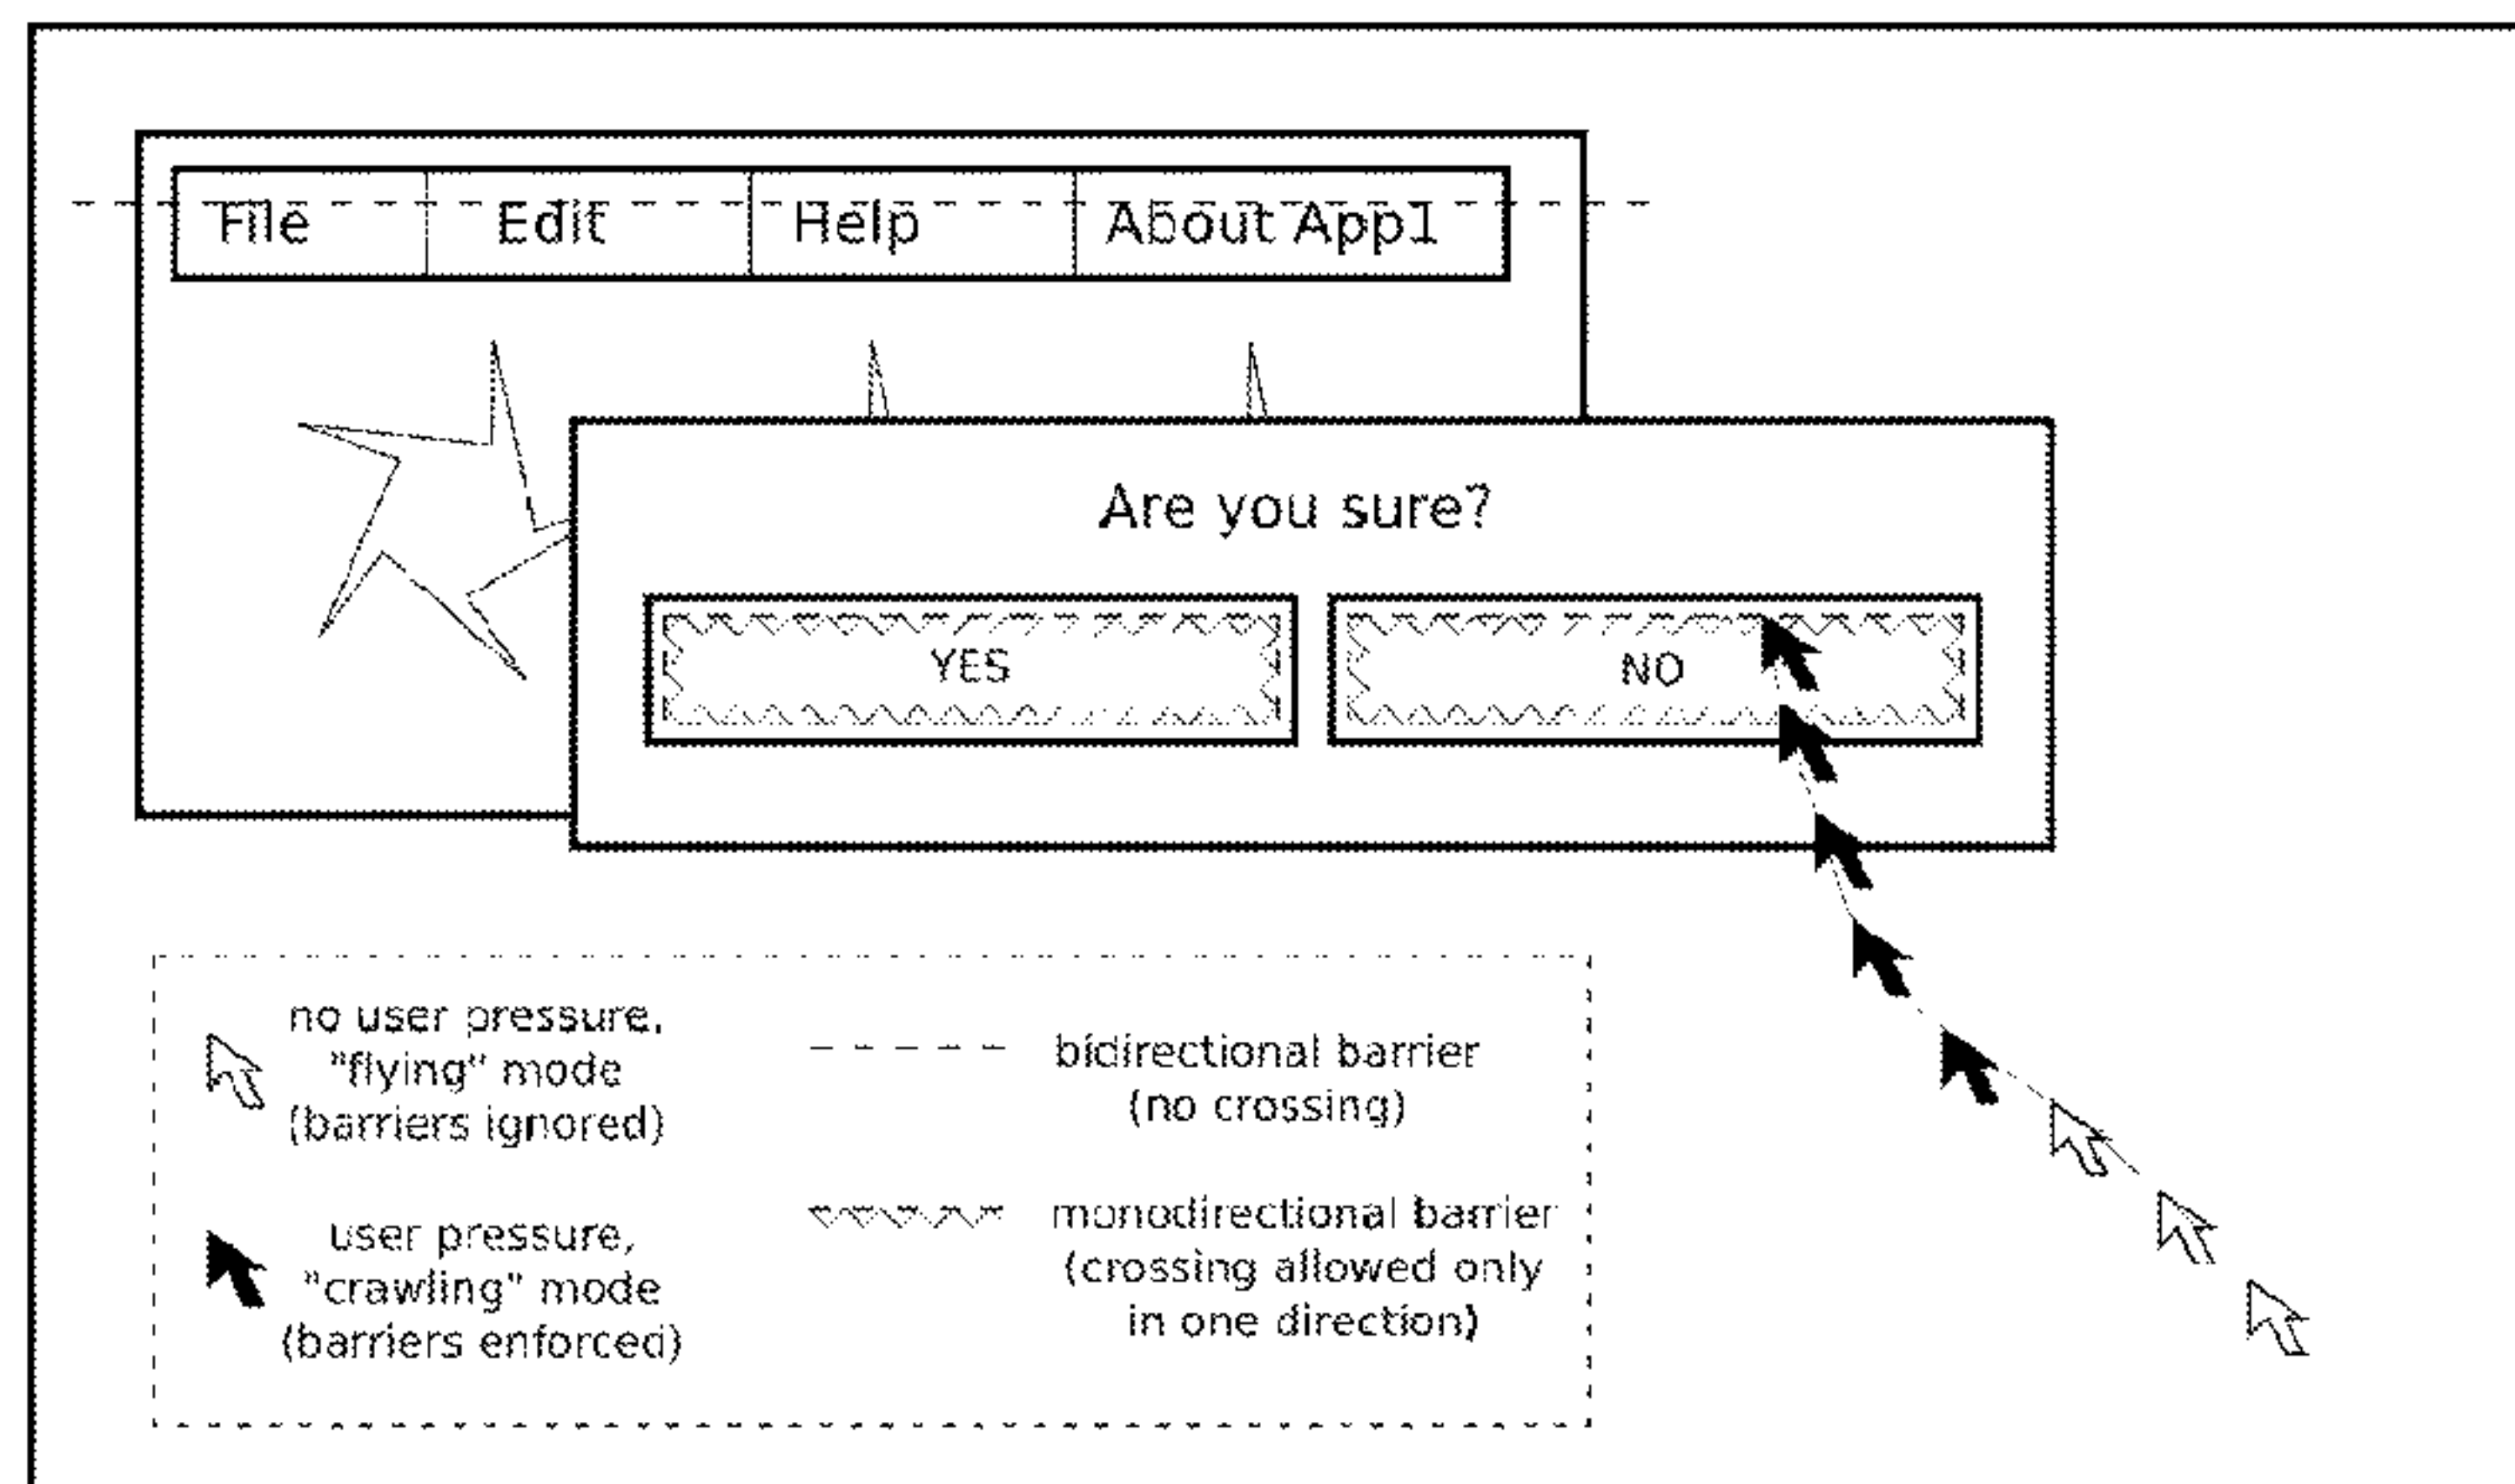 File Edit Help About App1
Are you sure?
YES NO
no user pressure,
"flying" mode
(barriers ignored)
bidirectional barrier
(no crossing)
user pressure,
"crawling" mode
(barriers enforced)
monodirectional barrier
(crossing allowed only
in one direction)